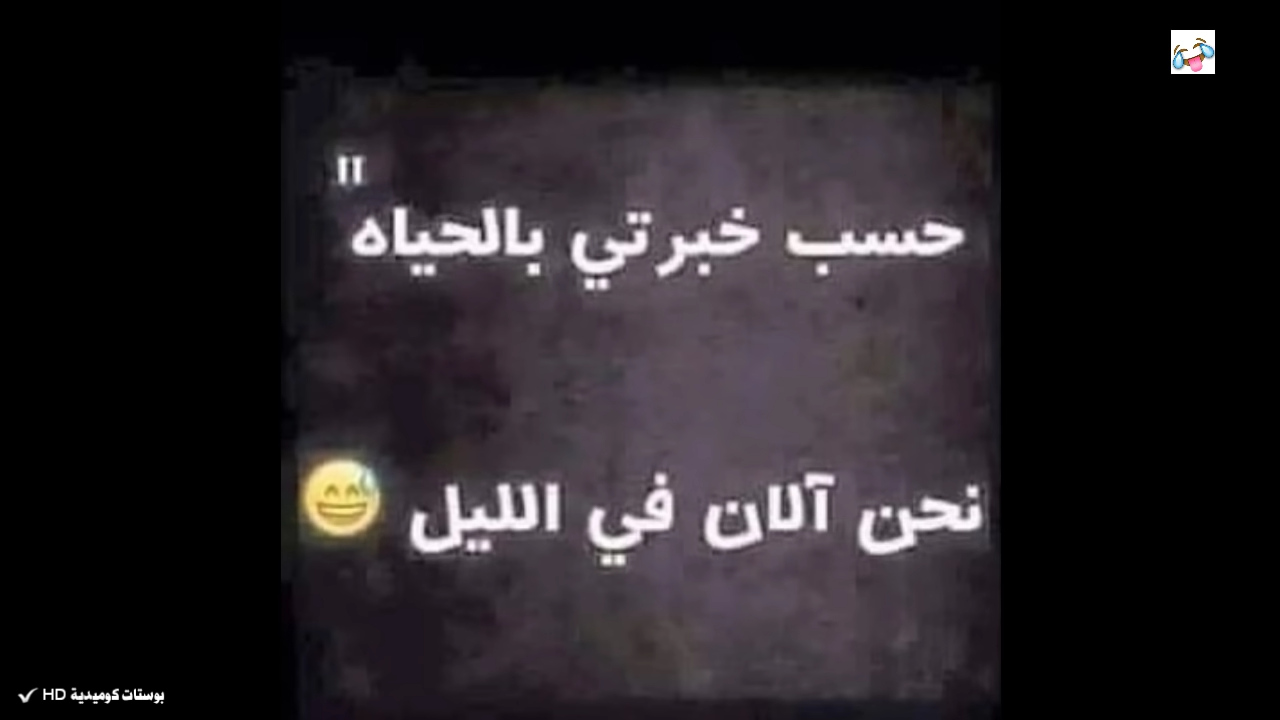 حسب خبرتي بالحياه"
نحن آلان في الليل 😅
بوستات كوميدية HD ✓